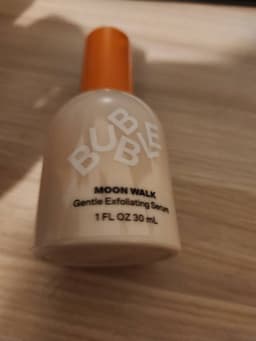 BUBBLE
MOON WALK
Gentle Exfoliating Serum
1 FL OZ 30 mL